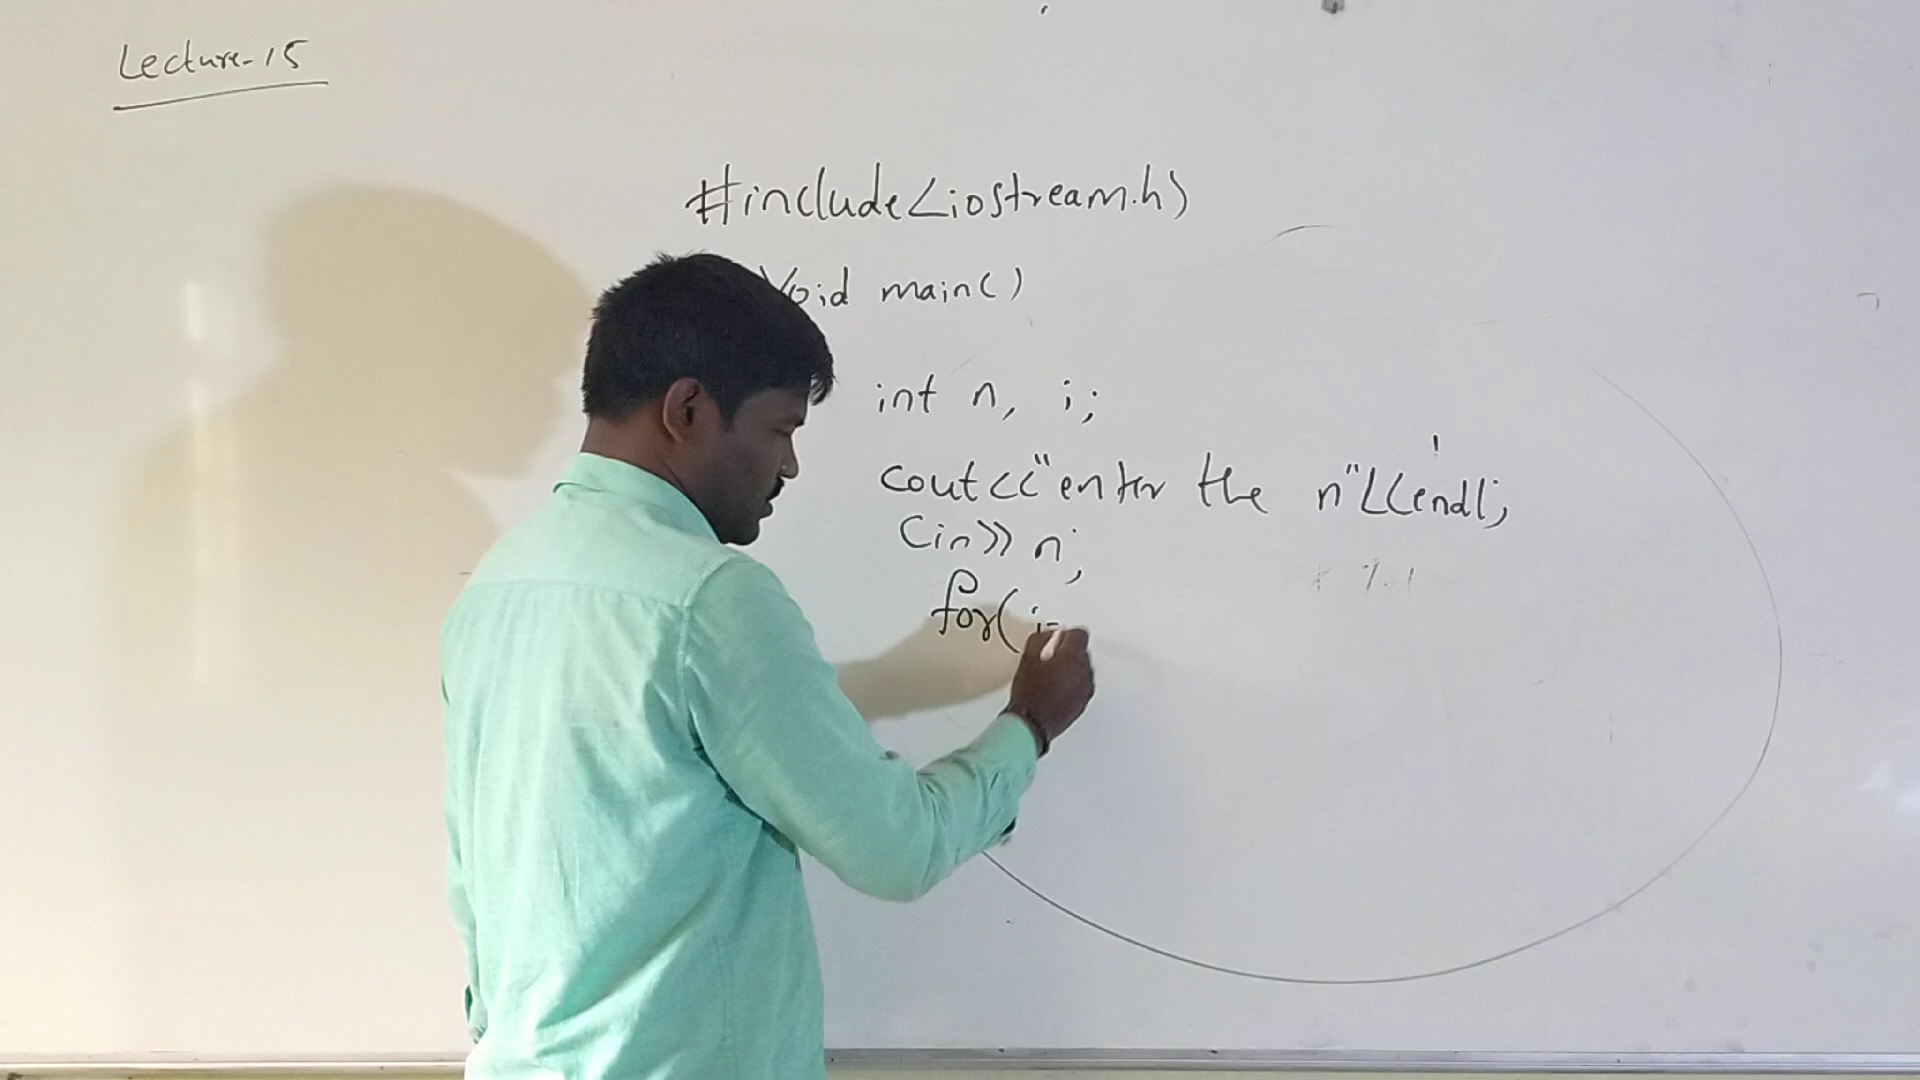 Lecture-15
#include<iostream.h>
Void main()
int n, i;
cout<<"enter the n"<<endl;
Cin>>n;
for(i=